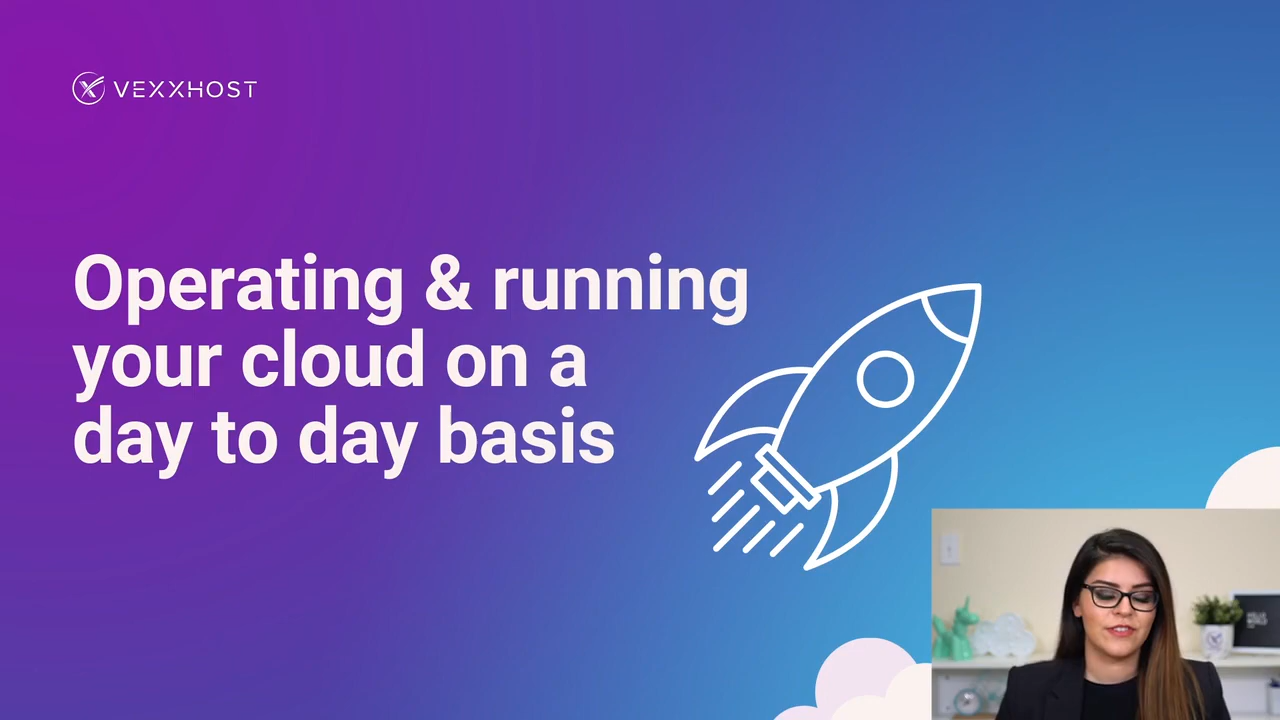 VEXXHOST
Operating & running
your cloud on a
day to day basis